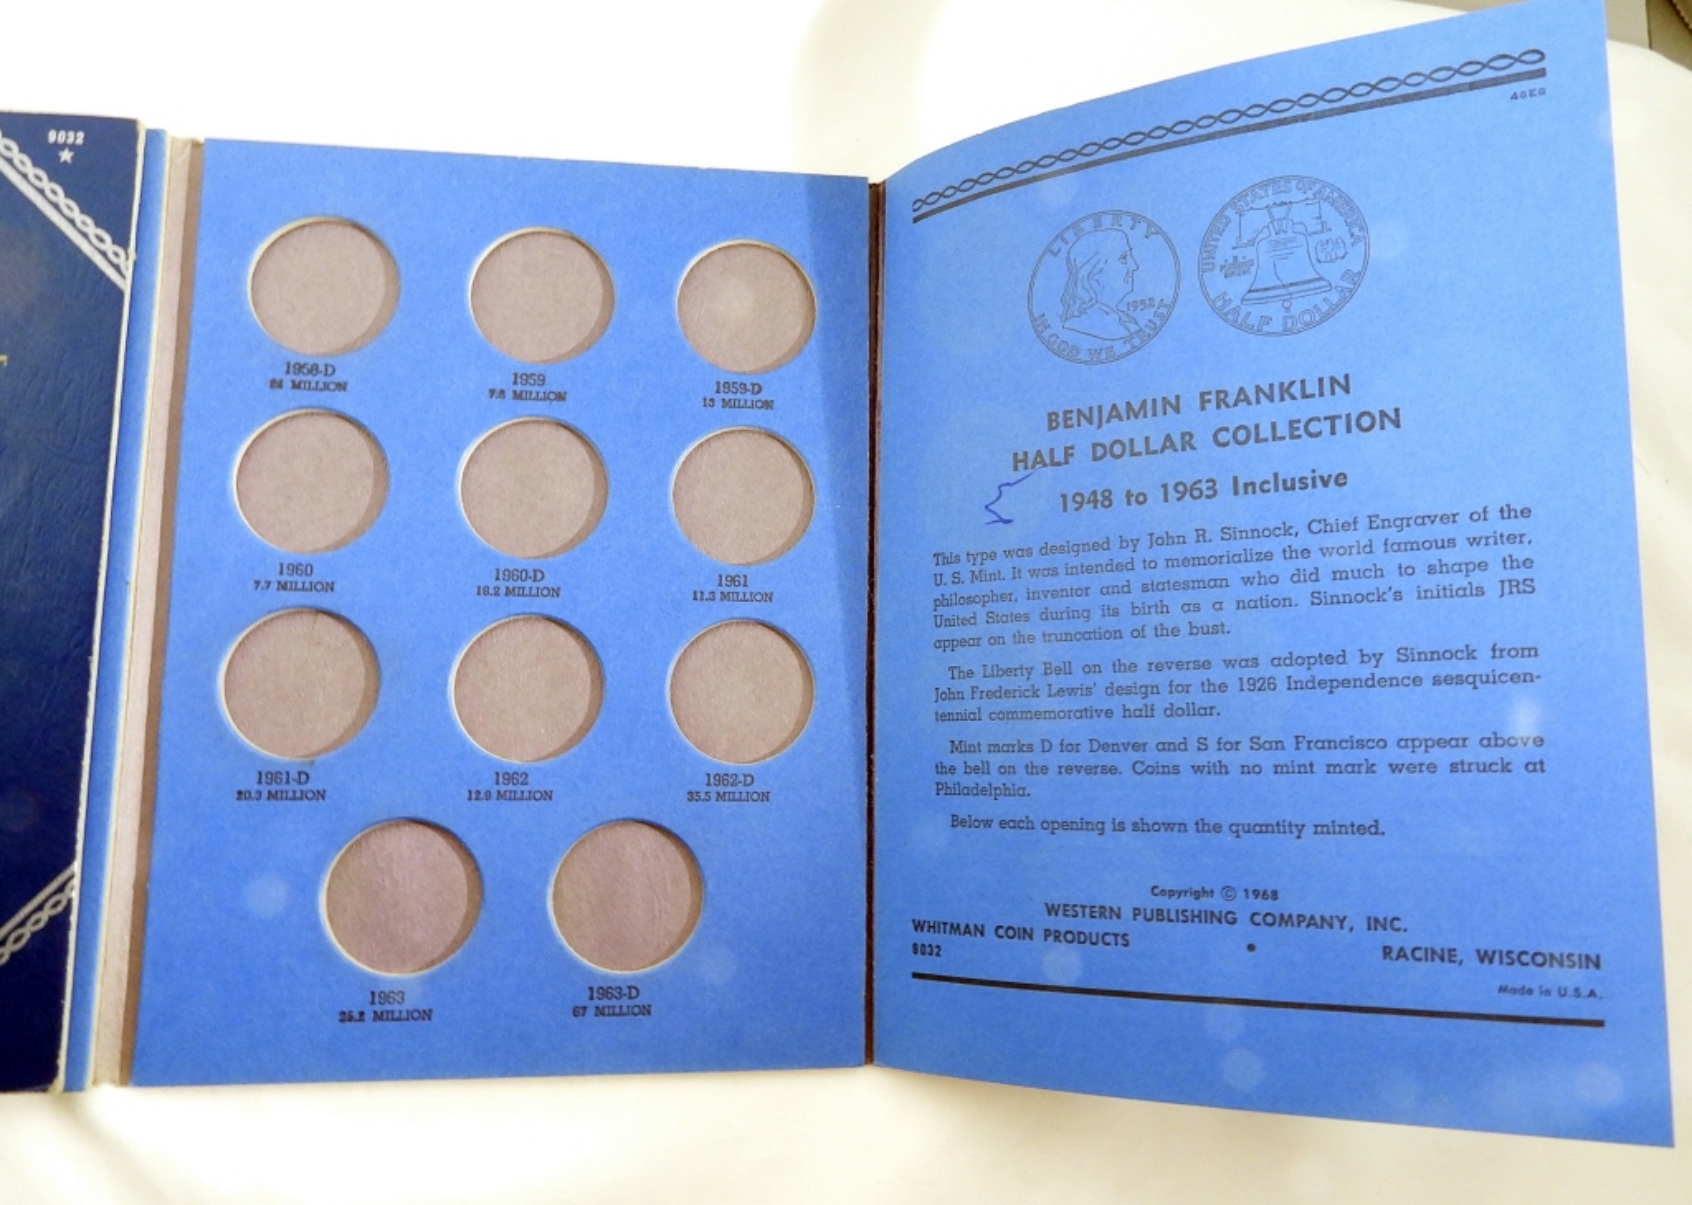 9032
1958-D
24 MILLION
1959
13 MILLION
1959-D
1960
7.7 MILLION
1960-D
18.2 MILLION
1961
11.3 MILLION
1961-D
20.3 MILLION
1962
12.9 MILLION
1962-D
35.5 MILLION
1963
25.2 MILLION
1963-D
67 MILLION
LIBERTY
1952
IN GOD WE TRUST
UNITED STATES OF AMERICA
HALF DOLLAR
BENJAMIN FRANKLIN
HALF DOLLAR COLLECTION
1948 to 1963 Inclusive
This type was designed by John R. Sinnock, Chief Engraver of the
U. S. Mint. It was intended to memorialize the world famous writer,
philosopher, inventor and statesman who did much to shape the
United States during its birth as a nation. Sinnock's initials JRS
appear on the truncation of the bust.
The Liberty Bell on the reverse was adopted by Sinnock from
John Frederick Lewis' design for the 1926 Independence sesquicen-
tennial commemorative half dollar.
Mint marks D for Denver and S for San Francisco appear above
the bell on the reverse. Coins with no mint mark were struck at
Philadelphia.
Below each opening is shown the quantity minted.
Copyright © 1968
WESTERN PUBLISHING COMPANY, INC.
WHITMAN COIN PRODUCTS
9032
•
RACINE, WISCONSIN
Made in U.S.A.